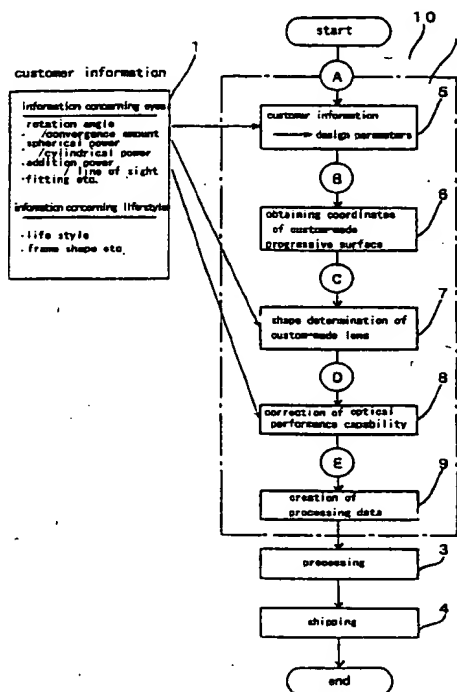 start
10
1
customer information
A
information concerning eyes
· rotation angle
/convergence amount
· spherical power
/cylindrical power
· addition power
/ line of sight
· fitting etc.
information concerning lifestyles
· life style
· frame shape etc.
customer information
design parameters
5
B
obtaining coordinates
of custom-made
progressive surface
6
C
shape determination of
custom-made lens
7
D
correction of optical
performance capability
8
E
creation of
processing data
9
processing
3
shipping
4
end